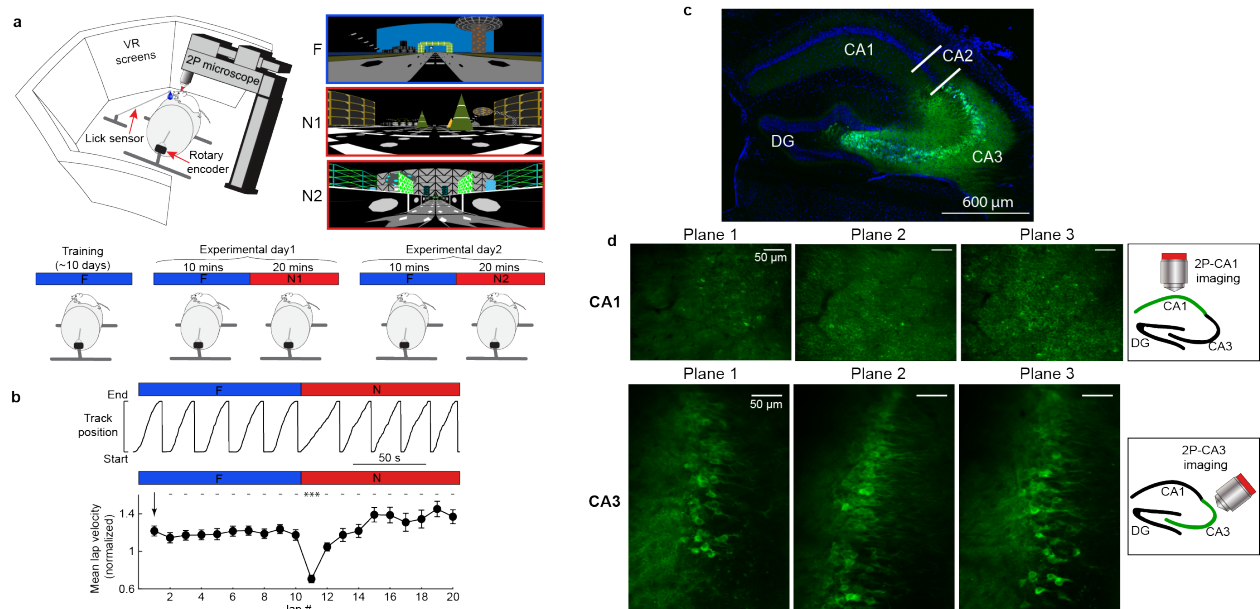 a
VR
screens
2P microscope
Lick sensor
Rotary
encoder
F
N1
N2
Training
(~10 days)
F
Experimental day1
10 mins
20 mins
F
N1
Experimental day2
10 mins
20 mins
F
N2
b
F
N
End
Track
position
Start
50 s
F
N
- - - - - - - - - *** - - - - - - - - -
Mean lap velocity
(normalized)
1.4
1
0.6
2 4 6 8 10 12 14 16 18 20
lap #
c
CA1
CA2
DG
CA3
600 µm
d
Plane 1
Plane 2
Plane 3
50 µm
CA1
2P-CA1
imaging
CA1
DG
CA3
Plane 1
Plane 2
Plane 3
50 µm
CA3
2P-CA3
imaging
CA1
DG
CA3